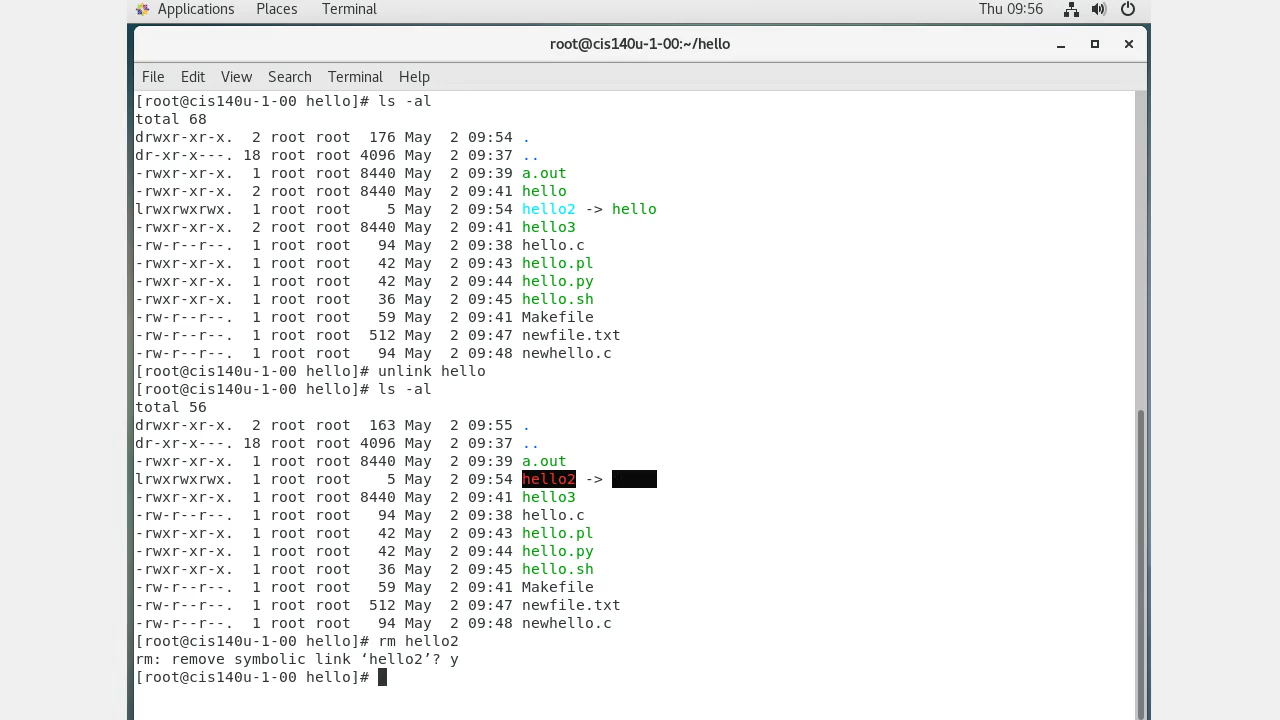 Applications Places Terminal Thu 09:56
root@cis140u-1-00:~/hello
File Edit View Search Terminal Help
[root@cis140u-1-00 hello]# ls -al
total 68
drwxr-xr-x.  2 root root  176 May  2 09:54 .
dr-xr-x---. 18 root root 4096 May  2 09:37 ..
-rwxr-xr-x.  1 root root 8440 May  2 09:39 a.out
-rwxr-xr-x.  2 root root 8440 May  2 09:41 hello
lrwxrwxrwx.  1 root root    5 May  2 09:54 hello2 -> hello
-rwxr-xr-x.  2 root root 8440 May  2 09:41 hello3
-rw-r--r--.  1 root root   94 May  2 09:38 hello.c
-rwxr-xr-x.  1 root root   42 May  2 09:43 hello.pl
-rwxr-xr-x.  1 root root   42 May  2 09:44 hello.py
-rwxr-xr-x.  1 root root   36 May  2 09:45 hello.sh
-rw-r--r--.  1 root root   59 May  2 09:41 Makefile
-rw-r--r--.  1 root root  512 May  2 09:47 newfile.txt
-rw-r--r--.  1 root root   94 May  2 09:48 newhello.c
[root@cis140u-1-00 hello]# unlink hello
[root@cis140u-1-00 hello]# ls -al
total 56
drwxr-xr-x.  2 root root  163 May  2 09:55 .
dr-xr-x---. 18 root root 4096 May  2 09:37 ..
-rwxr-xr-x.  1 root root 8440 May  2 09:39 a.out
lrwxrwxrwx.  1 root root    5 May  2 09:54 hello2 ->
-rwxr-xr-x.  1 root root 8440 May  2 09:41 hello3
-rw-r--r--.  1 root root   94 May  2 09:38 hello.c
-rwxr-xr-x.  1 root root   42 May  2 09:43 hello.pl
-rwxr-xr-x.  1 root root   42 May  2 09:44 hello.py
-rwxr-xr-x.  1 root root   36 May  2 09:45 hello.sh
-rw-r--r--.  1 root root   59 May  2 09:41 Makefile
-rw-r--r--.  1 root root  512 May  2 09:47 newfile.txt
-rw-r--r--.  1 root root   94 May  2 09:48 newhello.c
[root@cis140u-1-00 hello]# rm hello2
rm: remove symbolic link ‘hello2’? y
[root@cis140u-1-00 hello]#